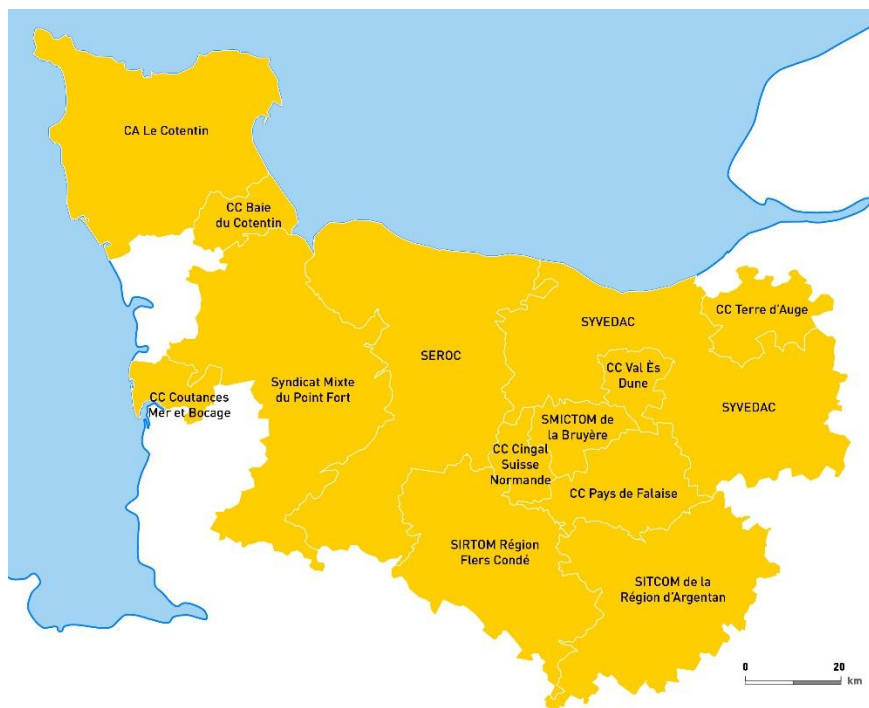 CA Le Cotentin
CC Baie
du Cotentin
CC Terre d'Auge
SYVEDAC
SEROC
CC Val Ès
Dune
Syndicat Mixte
du Point Fort
CC Coutances
Mer et Bocage
SYVEDAC
SMICTOM de
la Bruyère
CC Cingal
Suisse
Normande
CC Pays de Falaise
SIRTOM Région
Flers Condé
SITCOM de la
Région d'Argentan
0 20
km